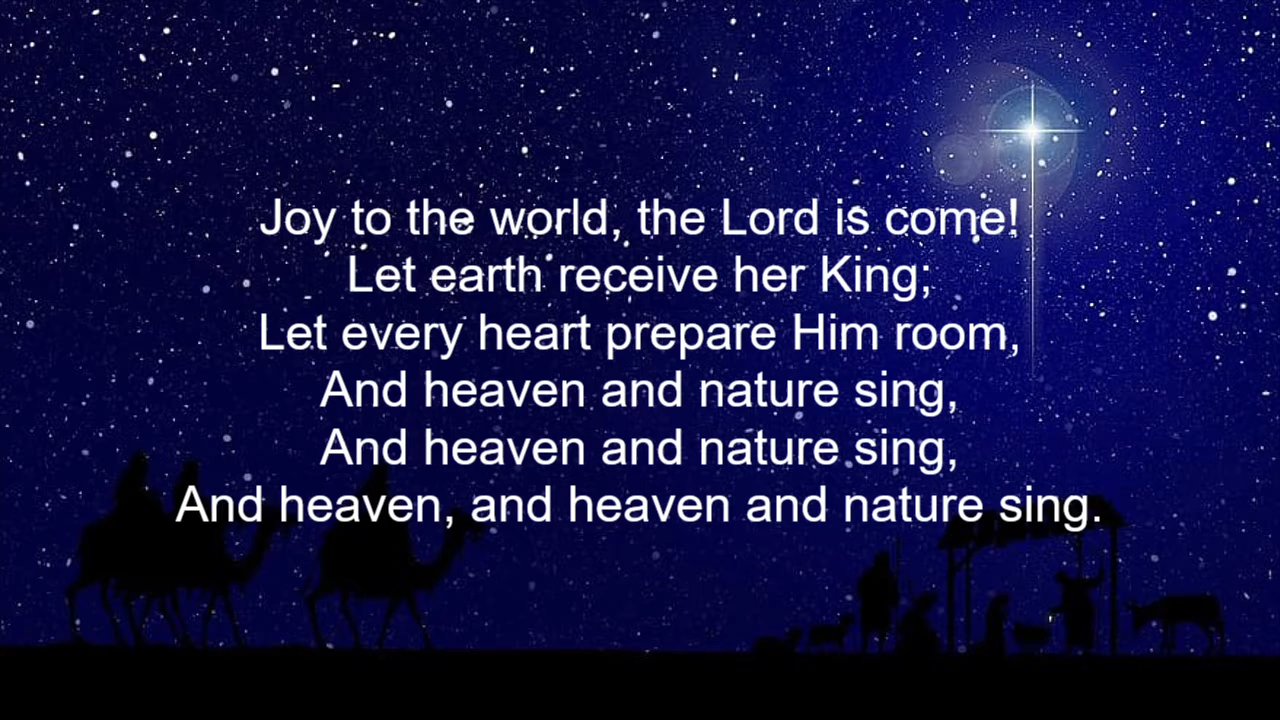 Joy to the world, the Lord is come!
Let earth receive her King;
Let every heart prepare Him room,
And heaven and nature sing,
And heaven and nature sing,
And heaven, and heaven and nature sing.